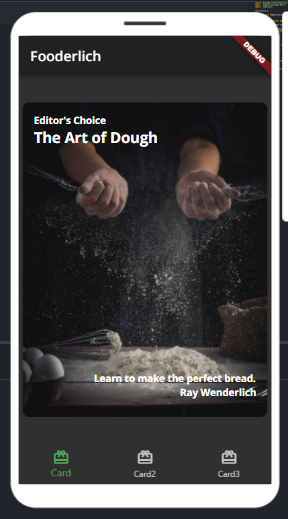 Fooderlich
DEBUG
Editor's Choice
The Art of Dough
Learn to make the perfect bread.
Ray Wenderlich
Card
Card2
Card3